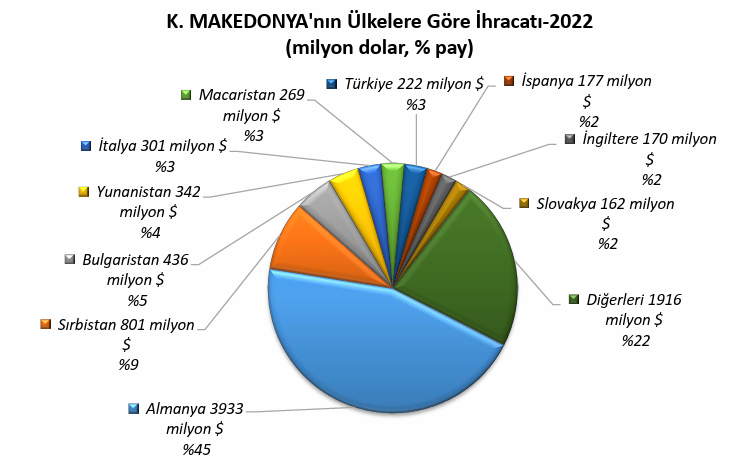 K. MAKEDONYA'nın Ülkelere Göre İhracatı-2022
(milyon dolar, % pay)
Türkiye 222 milyon $
%3
İspanya 177 milyon
$
%2
İngiltere 170 milyon
$
%2
Slovakya 162 milyon
$
%2
Diğerleri 1916
milyon $
%22
Almanya 3933
milyon $
%45
Sırbistan 801 milyon
$
%9
Bulgaristan 436
milyon $
%5
Yunanistan 342
milyon $
%4
İtalya 301 milyon $
%3
Macaristan 269
milyon $
%3